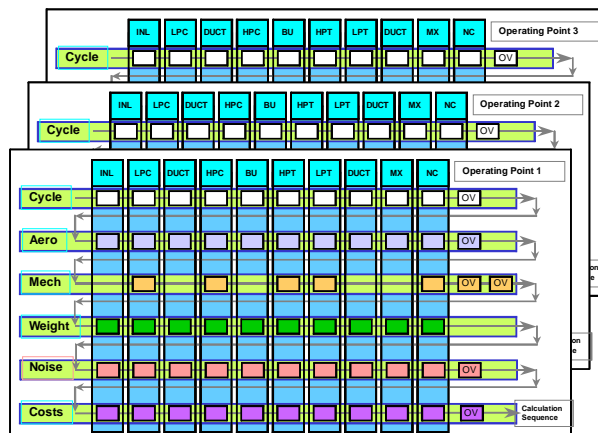 INL LPC DUCT HPC BU HPT LPT DUCT MX NC
Operating Point 3
Cycle
OV
INL LPC DUCT HPC BU HPT LPT DUCT MX NC
Operating Point 2
Cycle
OV
INL LPC DUCT HPC BU HPT LPT DUCT MX NC
Operating Point 1
Cycle
OV
Aero
OV
Mech
OV OV
Weight
Noise
OV
Costs
OV
Calculation
Sequence